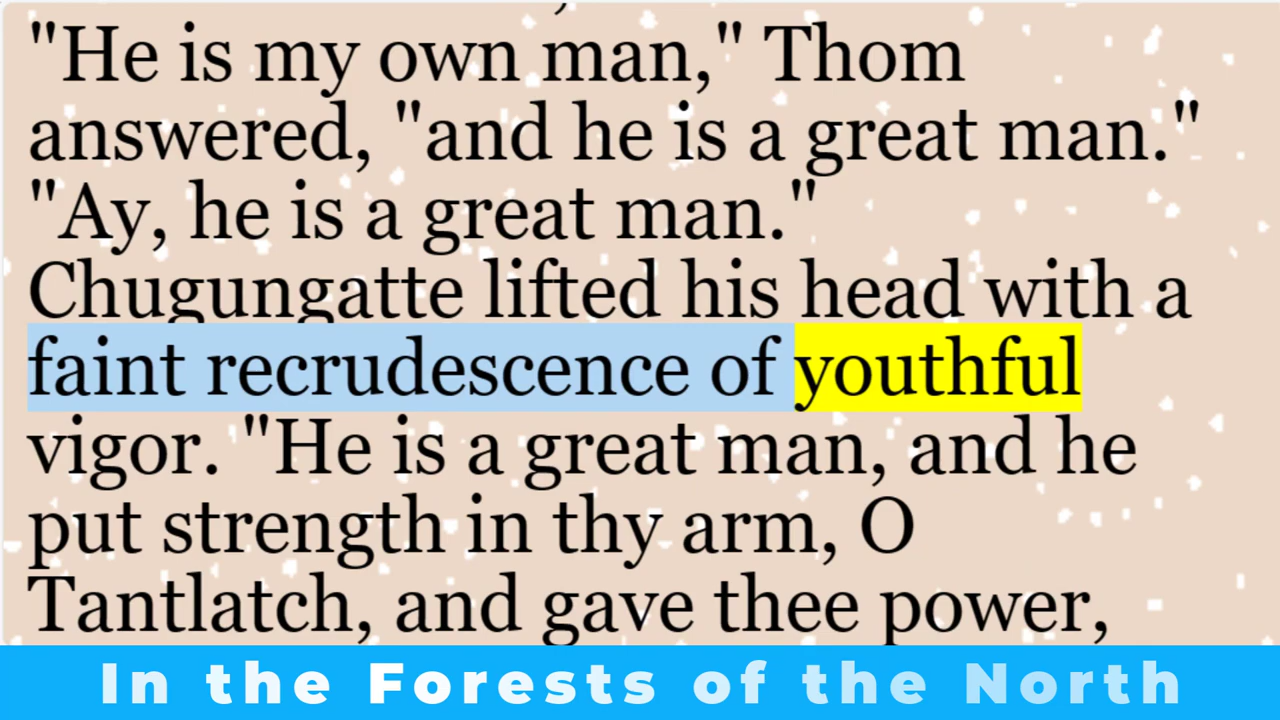 "He is my own man," Thom
answered, "and he is a great man."
"Ay, he is a great man."
Chugungatte lifted his head with a
faint recrudescence of youthful
vigor. "He is a great man, and he
put strength in thy arm, O
Tantlatch, and gave thee power,
In the Forests of the North